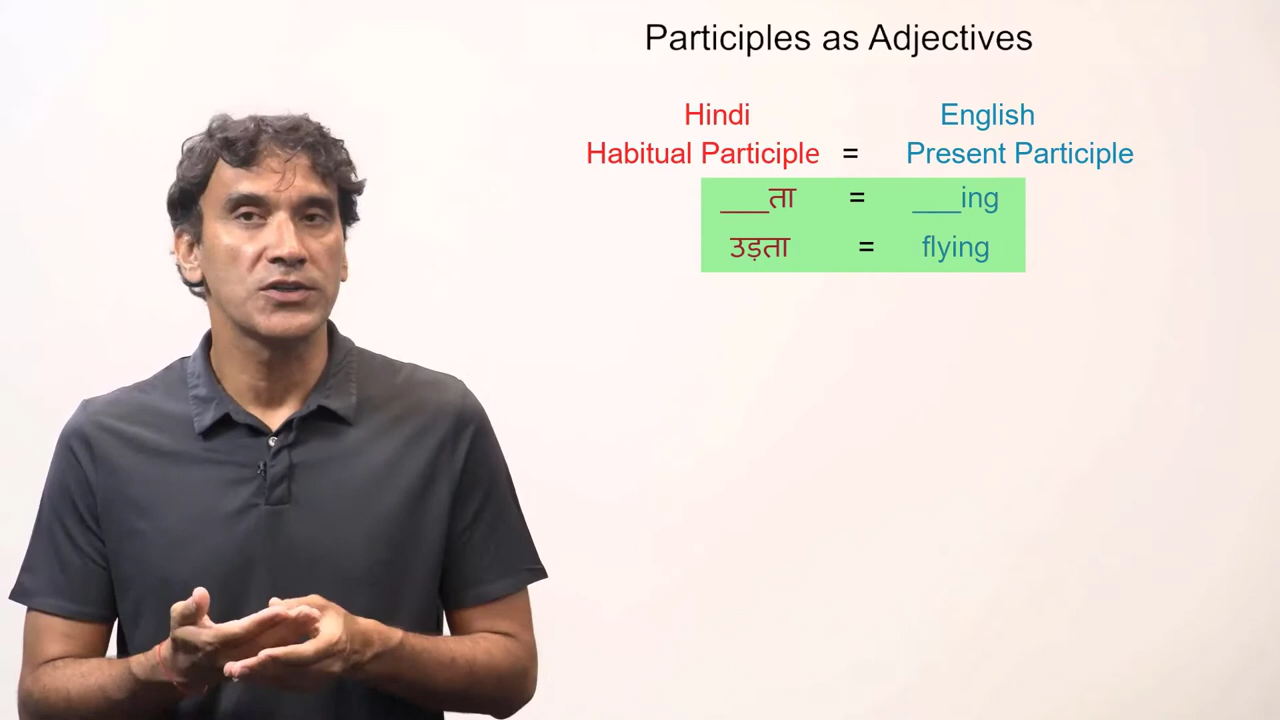 Participles as Adjectives
Hindi English
Habitual Participle = Present Participle
___ता = ___ing
उड़ता = flying